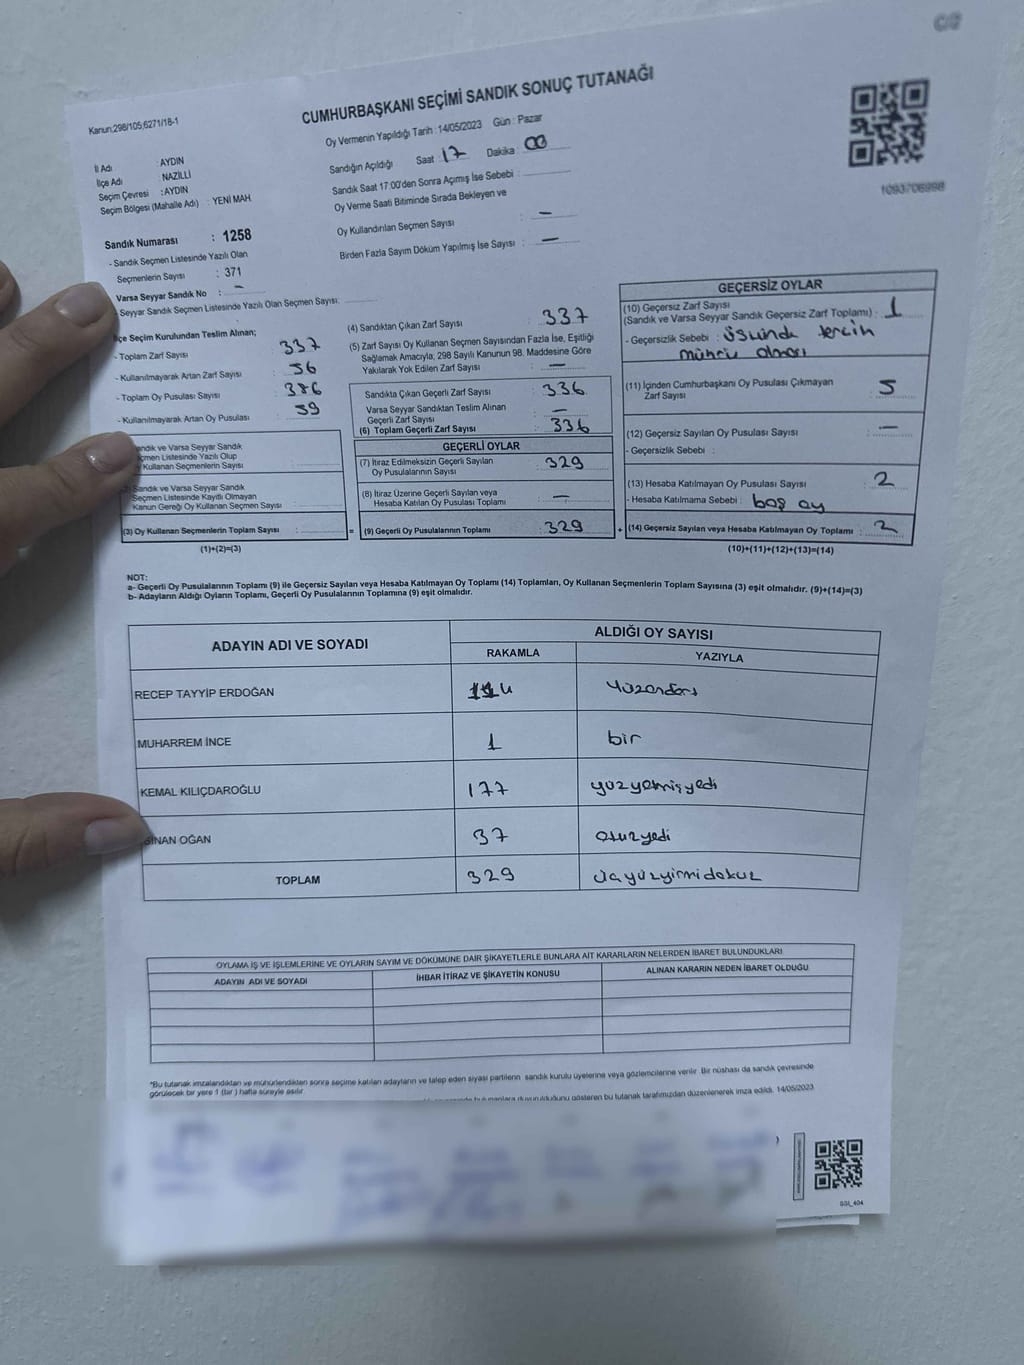 CUMHURBAŞKANI SEÇİMİ SANDIK SONUÇ TUTANAĞI
Kanun;298/105;6271/18-1
Oy Vermenin Yapıldığı Tarih : 14/05/2023 Gün : Pazar
Sandığın Açıldığı Saat : 17 Dakika : 00
Sandık Saat 17:00'den Sonra Açımış İse Sebebi :
Oy Verme Saati Bitiminde Sırada Bekleyen ve
Oy Kullandırılan Seçmen Sayısı : —
Birden Fazla Sayım Döküm Yapılmış İse Sayısı : —
1093706998
İl Adı : AYDIN
İlçe Adı : NAZİLLİ
Seçim Çevresi : AYDIN
Seçim Bölgesi (Mahalle Adı) : YENİ MAH.
Sandık Numarası : 1258
- Sandık Seçmen Listesinde Yazılı Olan
Seçmenlerin Sayısı : 371
Varsa Seyyar Sandık No : —
- Seyyar Sandık Seçmen Listesinde Yazılı Olan Seçmen Sayısı:
İlçe Seçim Kurulundan Teslim Alınan;
- Toplam Zarf Sayısı
- Kullanılmayarak Artan Zarf Sayısı : 36
- Toplam Oy Pusulası Sayısı : 376
- Kullanılmayarak Artan Oy Pusulası : 39
Sandık ve Varsa Seyyar Sandık
Seçmen Listesinde Yazılı Olup
Oy Kullanan Seçmenlerin Sayısı
Sandık ve Varsa Seyyar Sandık
Seçmen Listesinde Kayıtlı Olmayan
Kanun Gereği Oy Kullanan Seçmen Sayısı
(3) Oy Kullanan Seçmenlerin Toplam Sayısı :
(1)+(2)=(3)
(4) Sandıktan Çıkan Zarf Sayısı : 337
(5) Zarf Sayısı Oy Kullanan Seçmen Sayısından Fazla İse, Eşitliği
Sağlamak Amacıyla; 298 Sayılı Kanunun 98. Maddesine Göre
Yakılarak Yok Edilen Zarf Sayısı : —
Sandıkta Çıkan Geçerli Zarf Sayısı : 336
Varsa Seyyar Sandıktan Teslim Alınan
Geçerli Zarf Sayısı : —
(6) Toplam Geçerli Zarf Sayısı : 336
GEÇERLİ OYLAR
(7) İtiraz Edilmeksizin Geçerli Sayılan
Oy Pusulalarının Sayısı : 329
(8) İtiraz Üzerine Geçerli Sayılan veya
Hesaba Katılan Oy Pusulası Toplamı : —
= (9) Geçerli Oy Pusulalarının Toplamı : 329 +
GEÇERSİZ OYLAR
(10) Geçersiz Zarf Sayısı
(Sandık ve Varsa Seyyar Sandık Geçersiz Zarf Toplamı) : 1
- Geçersizlik Sebebi : üsünde tercih
mührü olması
(11) İçinden Cumhurbaşkanı Oy Pusulası Çıkmayan
Zarf Sayısı : 5
(12) Geçersiz Sayılan Oy Pusulası Sayısı : —
- Geçersizlik Sebebi :
(13) Hesaba Katılmayan Oy Pusulası Sayısı : 2
- Hesaba Katılmama Sebebi : boş oy
(14) Geçersiz Sayılan veya Hesaba Katılmayan Oy Toplamı : 2
(10)+(11)+(12)+(13)=(14)
NOT:
a- Geçerli Oy Pusulalarının Toplamı (9) ile Geçersiz Sayılan veya Hesaba Katılmayan Oy Toplamı (14) Toplamları, Oy Kullanan Seçmenlerin Toplam Sayısına (3) eşit olmalıdır. (9)+(14)=(3)
b- Adayların Aldığı Oyların Toplamı, Geçerli Oy Pusulalarının Toplamına (9) eşit olmalıdır.
ADAYIN ADI VE SOYADI ALDIĞI OY SAYISI
RAKAMLA YAZIYLA
RECEP TAYYİP ERDOĞAN
MUHARREM İNCE 1 bir
KEMAL KILIÇDAROĞLU 177 yüzyetmişyedi
SİNAN OĞAN 37 otuzyedi
TOPLAM 329 üçyüzyirmidokuz
OYLAMA İŞ VE İŞLEMLERİNE VE OYLARIN SAYIM VE DÖKÜMÜNE DAİR ŞİKAYETLERLE BUNLARA AİT KARARLARIN NELERDEN İBARET BULUNDUKLARI
ADAYIN ADI VE SOYADI İHBAR İTİRAZ VE ŞİKAYETİN KONUSU ALINAN KARARIN NEDEN İBARET OLDUĞU
*Bu tutanak imzalandıktan ve mühürlendikten sonra seçime katılan adayların ve talep eden siyasi partilerin sandık kurulu üyelerine veya gözlemcilerine verilir. Bir nüshası da sandık çevresinde
görülecek bir yere 1 (bir) hafta süreyle asılır.
duyurulduğunu gösteren bu tutanak tarafımızdan düzenlenerek imza edildi. 14/05/2023
SSI_404